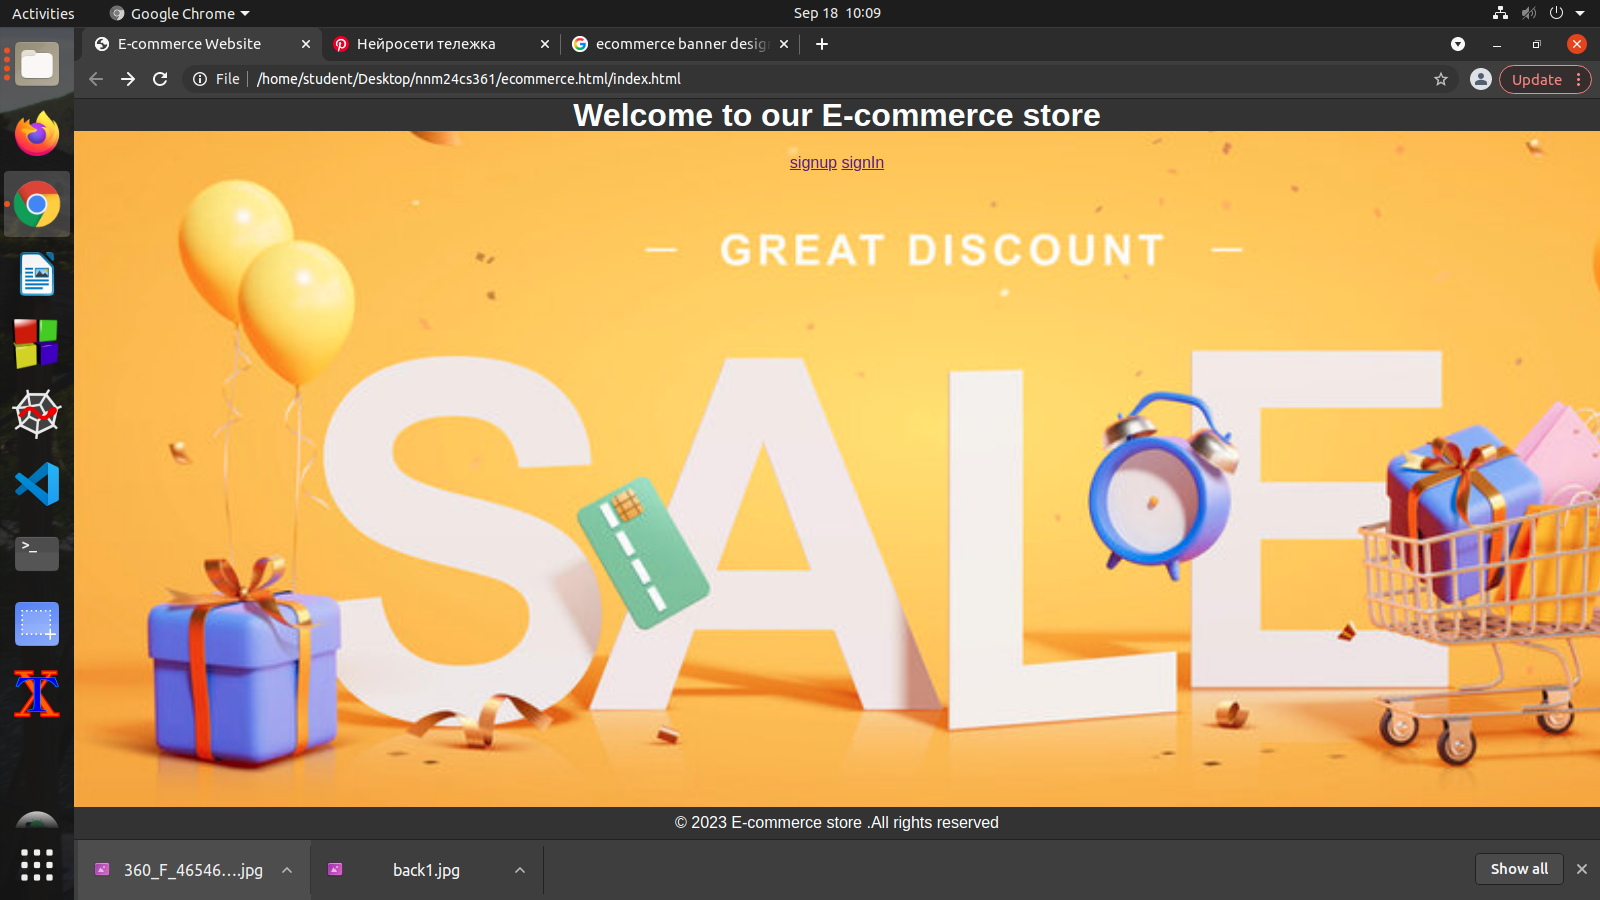 Activities
Google Chrome
Sep 18 10:09
E-commerce Website
Нейросети тележка
ecommerce banner desig
File
/home/student/Desktop/nnm24cs361/ecommerce.html/index.html
Update
Welcome to our E-commerce store
signup signIn
GREAT DISCOUNT
SALE
© 2023 E-commerce store .All rights reserved
360_F_46546….jpg
back1.jpg
Show all